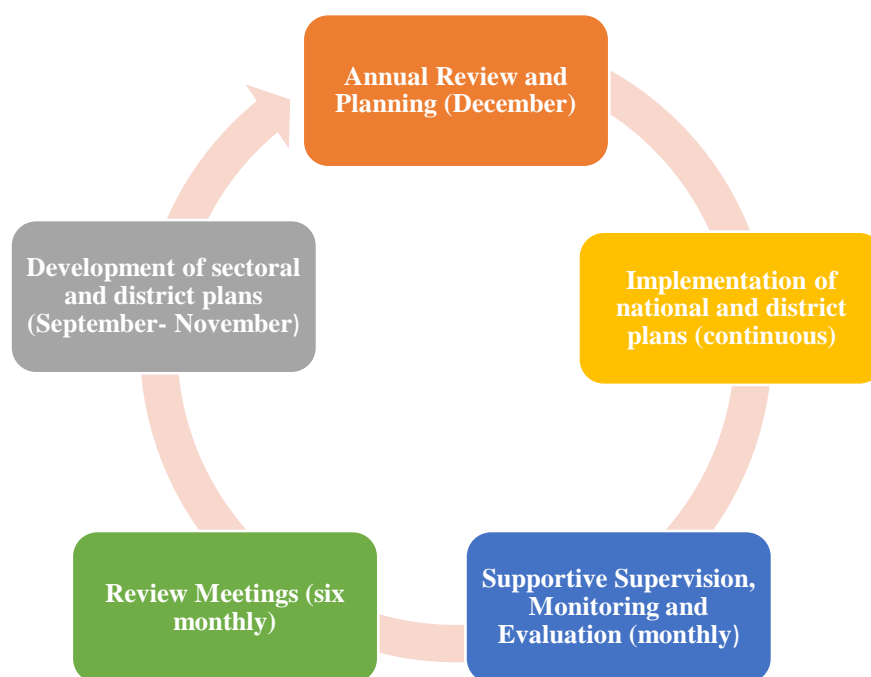 Annual Review and
Planning (December)
Implementation of
national and district
plans (continuous)
Supportive Supervision,
Monitoring and
Evaluation (monthly)
Review Meetings (six
monthly)
Development of sectoral
and district plans
(September- November)